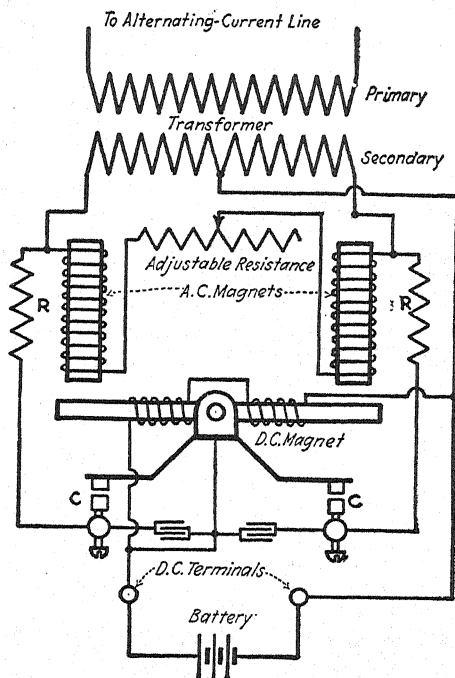 To Alternating-Current Line
Primary
Transformer
Secondary
Adjustable Resistance
R
A.C. Magnets
R
D.C. Magnet
C
C
D.C. Terminals
Battery